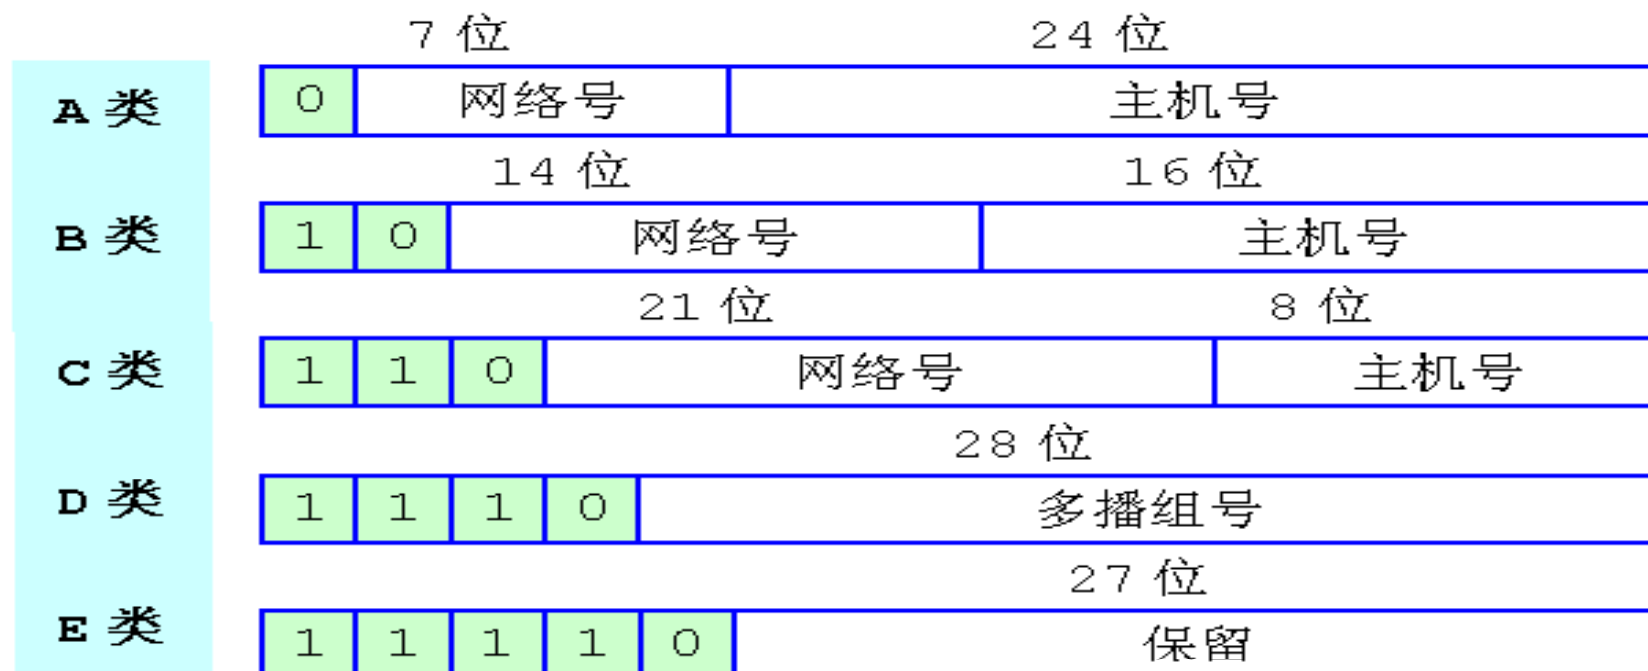 7 位 24 位
A 类 0 网络号 主机号
14 位 16 位
B 类 1 0 网络号 主机号
21 位 8 位
C 类 1 1 0 网络号 主机号
28 位
D 类 1 1 1 0 多播组号
27 位
E 类 1 1 1 1 0 保留